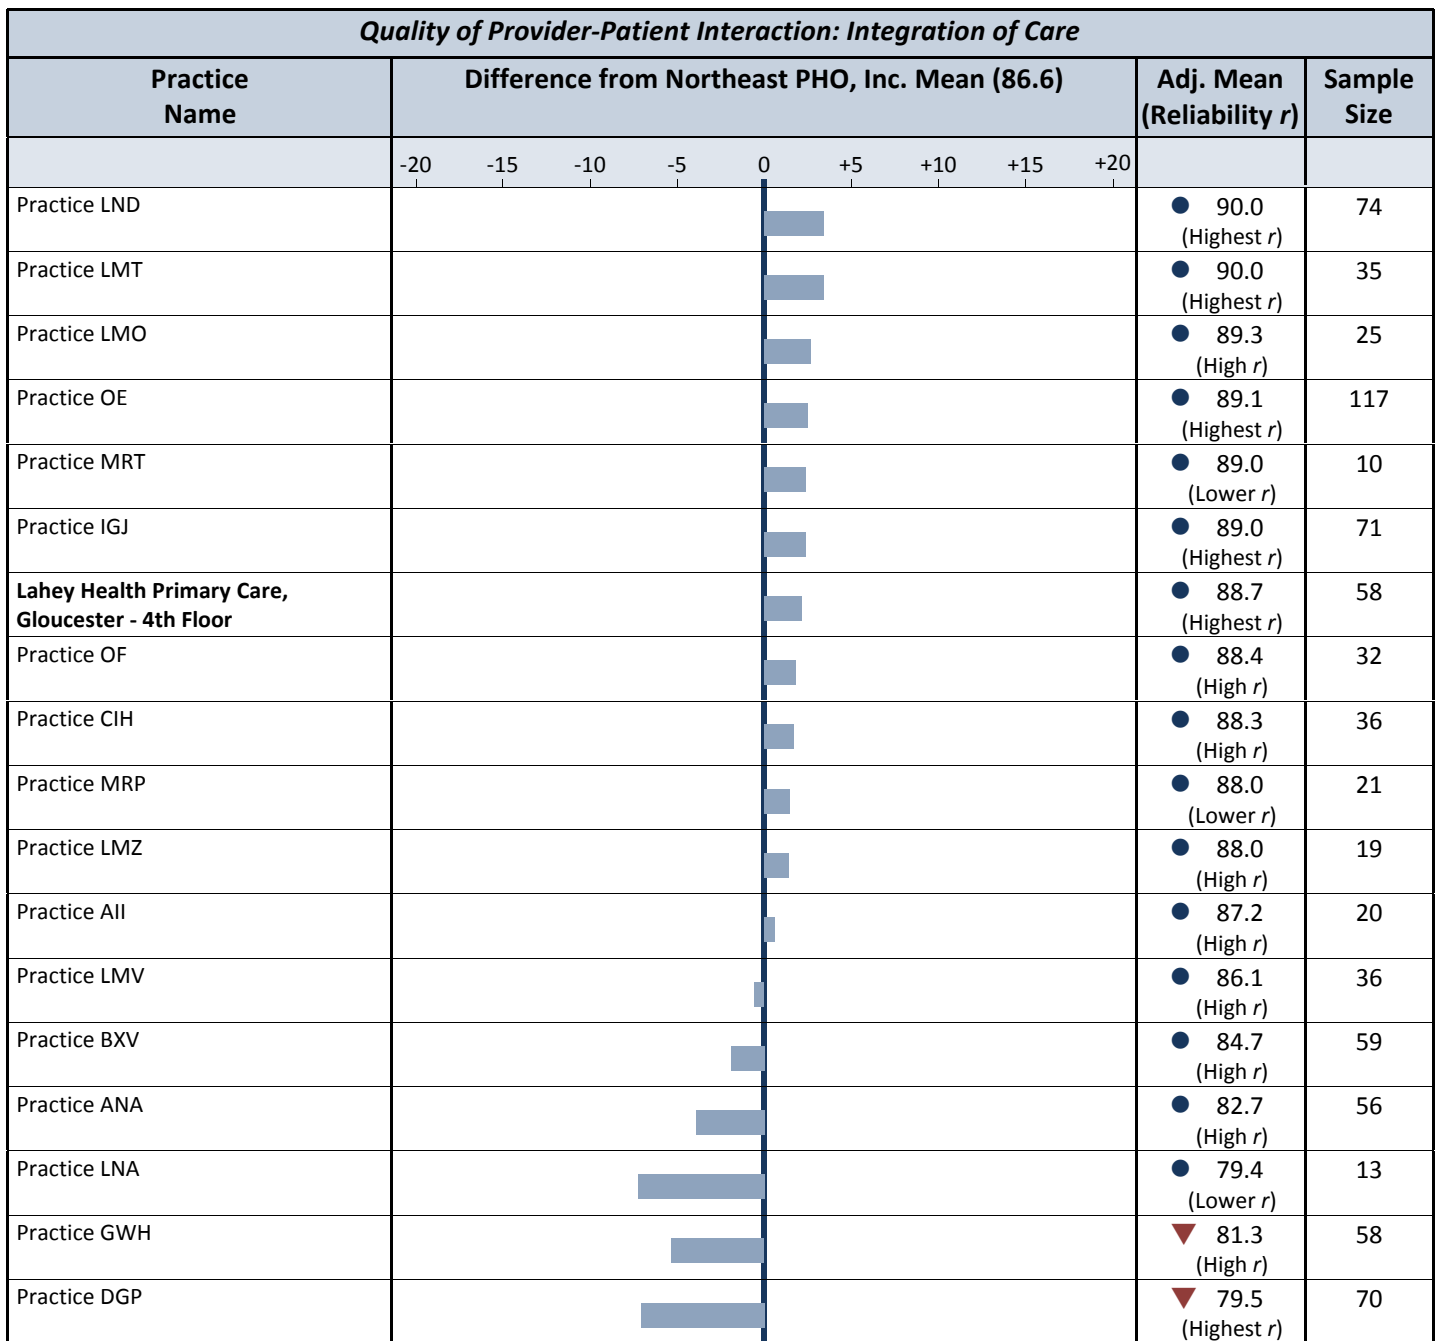 Quality of Provider-Patient Interaction: Integration of Care
Practice Name Difference from Northeast PHO, Inc. Mean (86.6) Adj. Mean (Reliability r) Sample Size
-20 -15 -10 -5 0 +5 +10 +15 +20
Practice LND 90.0 74
(Highest r)
Practice LMT 90.0 35
(Highest r)
Practice LMO 89.3 25
(High r)
Practice OE 89.1 117
(Highest r)
Practice MRT 89.0 10
(Lower r)
Practice IGJ 89.0 71
(Highest r)
Lahey Health Primary Care, 88.7 58
Gloucester - 4th Floor (Highest r)
Practice OF 88.4 32
(High r)
Practice CIH 88.3 36
(High r)
Practice MRP 88.0 21
(Lower r)
Practice LMZ 88.0 19
(High r)
Practice AII 87.2 20
(High r)
Practice LMV 86.1 36
(High r)
Practice BXV 84.7 59
(High r)
Practice ANA 82.7 56
(High r)
Practice LNA 79.4 13
(Lower r)
Practice GWH 81.3 58
(High r)
Practice DGP 79.5 70
(Highest r)